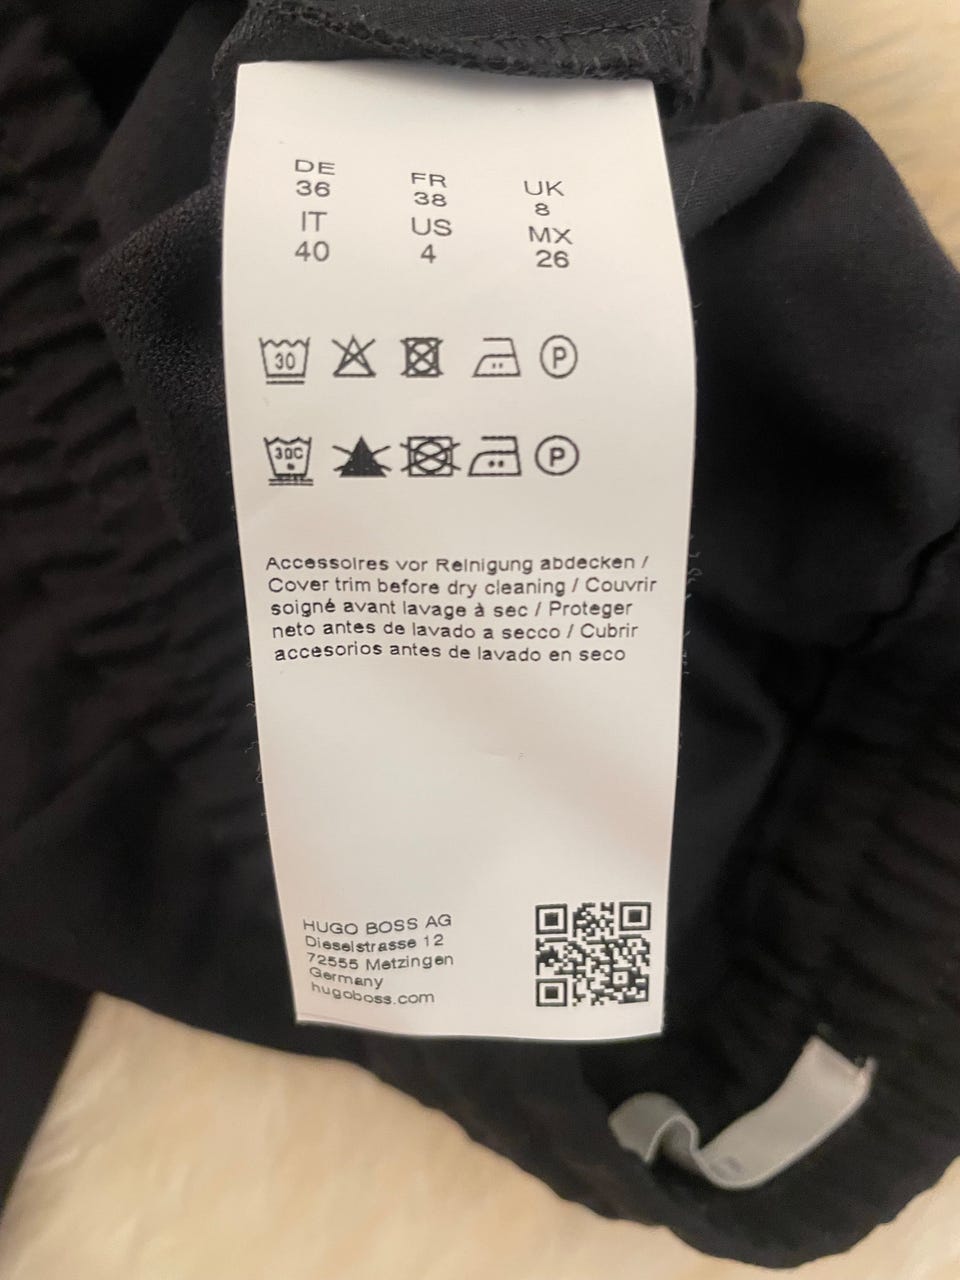 DE FR UK
36 38 8
IT US MX
40 4 26
30 P
30C P
Accessoires vor Reinigung abdecken /
Cover trim before dry cleaning / Couvrir
soigné avant lavage à sec / Proteger
neto antes de lavado a secco / Cubrir
accesorios antes de lavado en seco
HUGO BOSS AG
Dieselstrasse 12
72555 Metzingen
Germany
hugoboss.com